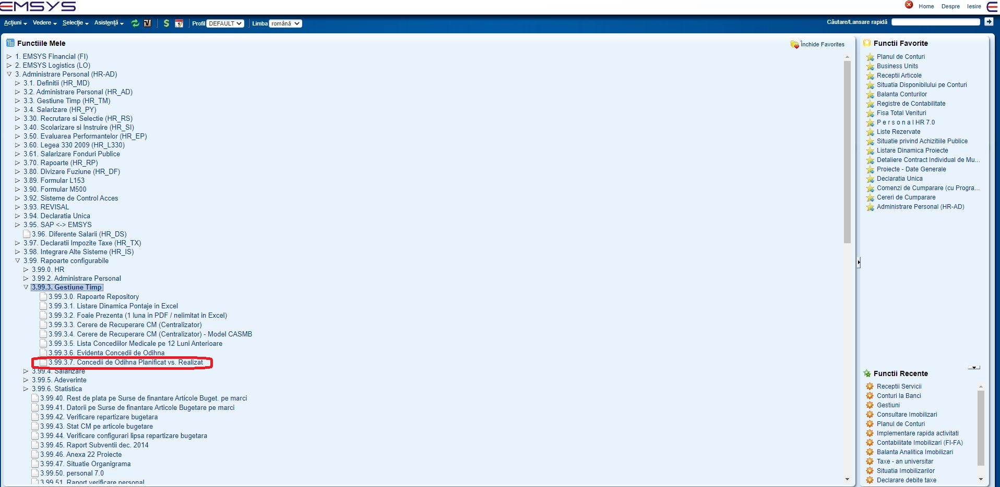 EMSYS
Home Despre Iesire
Acţiuni Vedere Selecţie Asistenţă Profil DEFAULT Limba română Căutare/Lansare rapidă
Functiile Mele
Închide Favorites
1. EMSYS Financial (FI)
2. EMSYS Logistics (LO)
3. Administrare Personal (HR-AD)
3.1. Definitii (HR_MD)
3.2. Administrare Personal (HR_AD)
3.3. Gestiune Timp (HR_TM)
3.4. Salarizare (HR_PY)
3.30. Recrutare si Selectie (HR_RS)
3.40. Scolarizare si Instruire (HR_SI)
3.50. Evaluarea Performantelor (HR_EP)
3.60. Legea 330 2009 (HR_L330)
3.61. Salarizare Fonduri Publice
3.70. Rapoarte (HR_RP)
3.80. Divizare Fuziune (HR_DF)
3.89. Formular L153
3.90. Formular M500
3.92. Sisteme de Control Acces
3.93. REVISAL
3.94. Declaratia Unica
3.95. SAP <-> EMSYS
3.96. Diferente Salarii (HR_DS)
3.97. Declaratii Impozite Taxe (HR_TX)
3.98. Integrare Alte Sisteme (HR_IS)
3.99. Rapoarte configurabile
3.99.0. HR
3.99.2. Administrare Personal
3.99.3. Gestiune Timp
3.99.3.0. Rapoarte Repository
3.99.3.1. Listare Dinamica Pontaje in Excel
3.99.3.2. Foaie Prezenta (1 luna in PDF / nelimitat in Excel)
3.99.3.3. Cerere de Recuperare CM (Centralizator)
3.99.3.4. Cerere de Recuperare CM (Centralizator) - Model CASMB
3.99.3.5. Lista Concediilor Medicale pe 12 Luni Anterioare
3.99.3.6. Evidenta Concedii de Odihna
3.99.3.7. Concedii de Odihna Planificat vs. Realizat
3.99.4. Salarizare
3.99.5. Adeverinte
3.99.6. Statistica
3.99.40. Rest de plata pe Surse de finantare Articole Buget. pe marci
3.99.41. Datorii pe Surse de finantare Articole Bugetare pe marci
3.99.42. Verificare repartizare bugetara
3.99.43. Stat CM pe articole bugetare
3.99.44. Verificare configurari lipsa repartizare bugetara
3.99.45. Raport Subventii dec. 2014
3.99.46. Anexa 22 Proiecte
3.99.47. Situatie Organigrama
3.99.50. personal 7.0
3.99.51. Raport verificare personal
Functii Favorite
Planul de Conturi
Business Units
Receptii Articole
Situatia Disponibilului pe Conturi
Balanta Conturilor
Registre de Contabilitate
Fisa Total Venituri
P e r s o n a l HR 7.0
Liste Rezervate
Situatie privind Achizitiile Publice
Listare Dinamica Proiecte
Detaliere Contract Individual de Mu...
Proiecte - Date Generale
Declaratia Unica
Comenzi de Cumparare (cu Progra...
Cereri de Cumparare
Administrare Personal (HR-AD)
Functii Recente
Receptii Servicii
Conturi la Banci
Gestiuni
Consultare Imobilizari
Planul de Conturi
Implementare rapida activitati
Contabilitate Imobilizari (FI-FA)
Balanta Analitica Imobilizari
Taxe - an universitar
Situatia Imobilizarilor
Declarare debite taxe